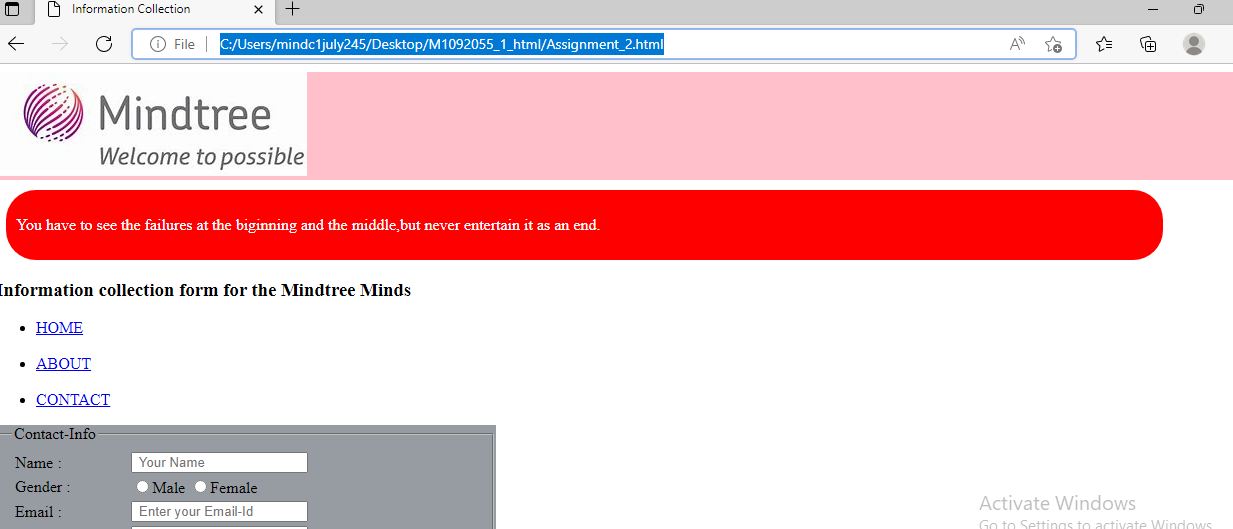 Information Collection
File
C:/Users/mindc1july245/Desktop/M1092055_1_html/Assignment_2.html
Mindtree
Welcome to possible
You have to see the failures at the biginning and the middle,but never entertain it as an end.
Information collection form for the Mindtree Minds
HOME
ABOUT
CONTACT
Contact-Info
Name : Your Name
Gender : Male Female
Email : Enter your Email-Id
Activate Windows
Go to Settings to activate Windows.